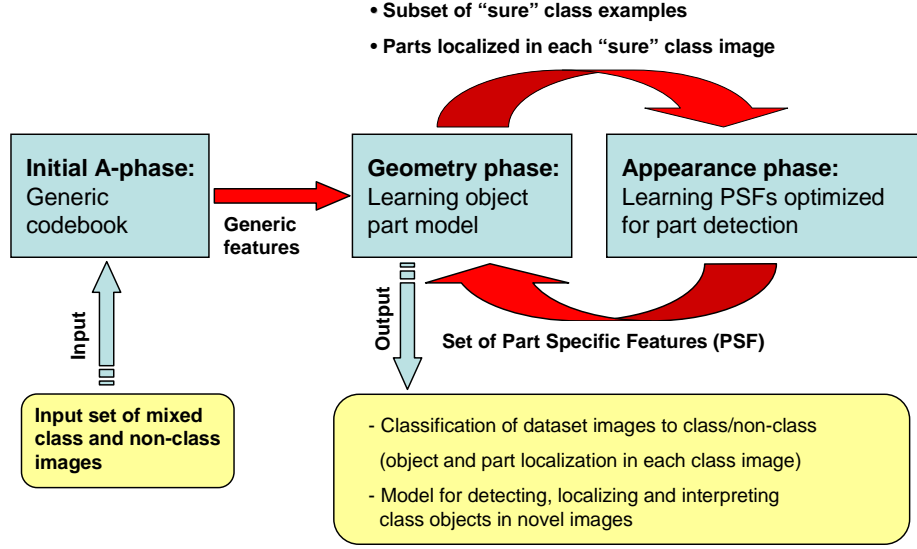 • Subset of “sure” class examples
• Parts localized in each “sure” class image
Initial A-phase:
Generic
codebook
Generic
features
Geometry phase:
Learning object
part model
Appearance phase:
Learning PSFs optimized
for part detection
Input
Output
Set of Part Specific Features (PSF)
Input set of mixed
class and non-class
images
- Classification of dataset images to class/non-class
(object and part localization in each class image)
- Model for detecting, localizing and interpreting
class objects in novel images